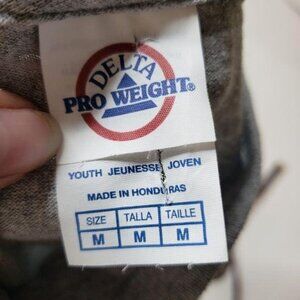 DELTA
PRO WEIGHT®
YOUTH JEUNESSE JOVEN
MADE IN HONDURAS
SIZE TALLA TAILLE
M M M